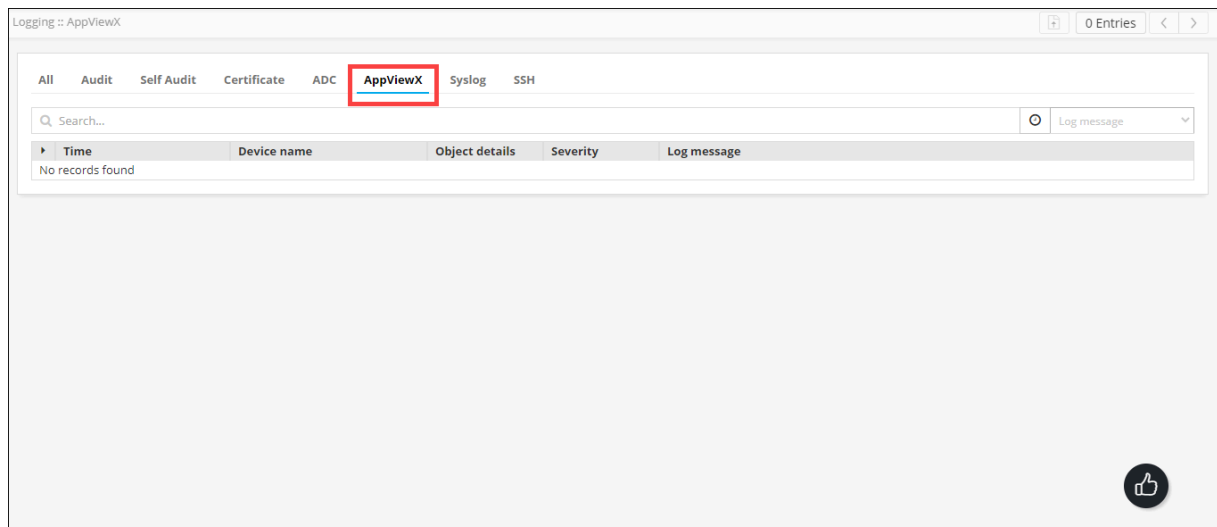 Logging :: AppViewX 0 Entries
All Audit Self Audit Certificate ADC AppViewX Syslog SSH
Search... Log message
Time Device name Object details Severity Log message
No records found